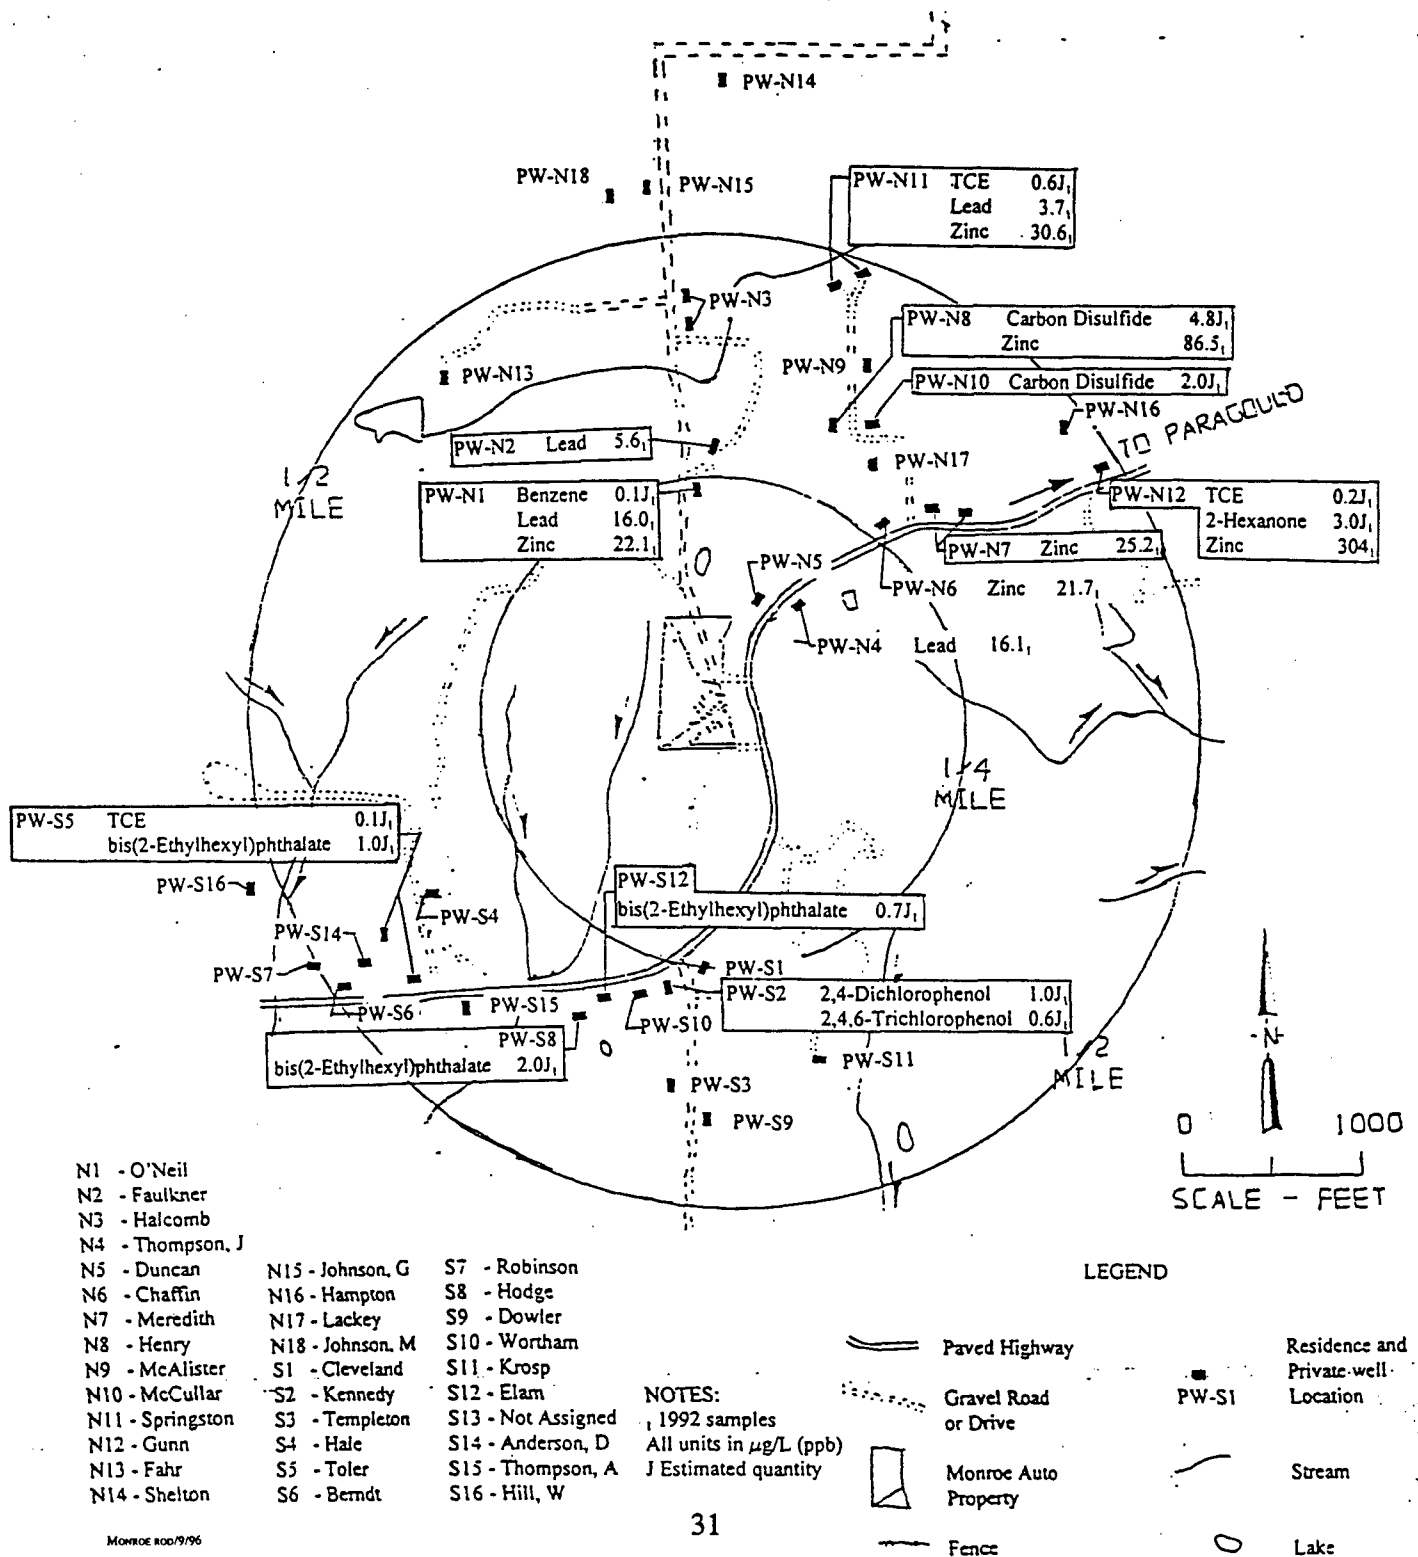 PW-N14
PW-N18
PW-N15
PW-N11 TCE 0.6J₁
Lead 3.7₁
Zinc 30.6₁
PW-N3
PW-N8 Carbon Disulfide 4.8J₁
Zinc 86.5₁
PW-N9
PW-N13
PW-N10 Carbon Disulfide 2.0J₁
PW-N16
TO PARAGOULD
PW-N2 Lead 5.6₁
PW-N17
1/2
MILE
PW-N1 Benzene 0.1J₁
Lead 16.0₁
Zinc 22.1₁
PW-N12 TCE 0.2J₁
2-Hexanone 3.0J₁
Zinc 304₁
PW-N7 Zinc 25.2₁
PW-N5
PW-N6 Zinc 21.7₁
PW-N4 Lead 16.1₁
1/4
MILE
PW-S5 TCE 0.1J₁
bis(2-Ethylhexyl)phthalate 1.0J₁
PW-S16
PW-S12
bis(2-Ethylhexyl)phthalate 0.7J₁
PW-S4
PW-S14
PW-S7
PW-S1
PW-S2 2,4-Dichlorophenol 1.0J₁
2,4,6-Trichlorophenol 0.6J₁
PW-S6
PW-S15
PW-S10
PW-S8
bis(2-Ethylhexyl)phthalate 2.0J₁
PW-S11
1/2
MILE
PW-S3
PW-S9
-N-
0 1000
SCALE - FEET
N1 - O'Neil
N2 - Faulkner
N3 - Halcomb
N4 - Thompson, J
N5 - Duncan
N6 - Chaffin
N7 - Meredith
N8 - Henry
N9 - McAlister
N10 - McCullar
N11 - Springston
N12 - Gunn
N13 - Fahr
N14 - Shelton
N15 - Johnson, G
N16 - Hampton
N17 - Lackey
N18 - Johnson, M
S1 - Cleveland
S2 - Kennedy
S3 - Templeton
S4 - Hale
S5 - Toler
S6 - Berndt
S7 - Robinson
S8 - Hodge
S9 - Dowler
S10 - Wortham
S11 - Krosp
S12 - Elam
S13 - Not Assigned
S14 - Anderson, D
S15 - Thompson, A
S16 - Hill, W
NOTES:
₁ 1992 samples
All units in µg/L (ppb)
J Estimated quantity
LEGEND
Paved Highway
Gravel Road
or Drive
Monroe Auto
Property
Fence
PW-S1
Residence and
Private well
Location
Stream
Lake
31
MONROE ROD/9/96